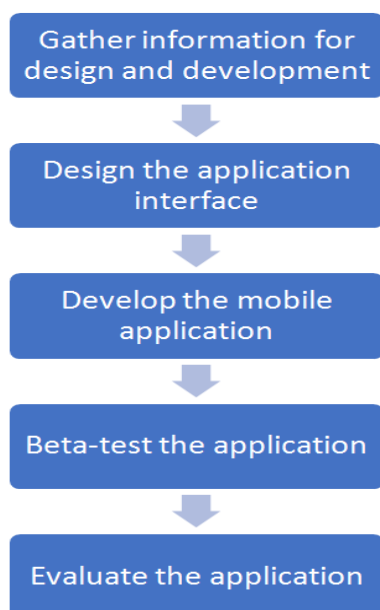 Gather information for
design and development
Design the application
interface
Develop the mobile
application
Beta-test the application
Evaluate the application